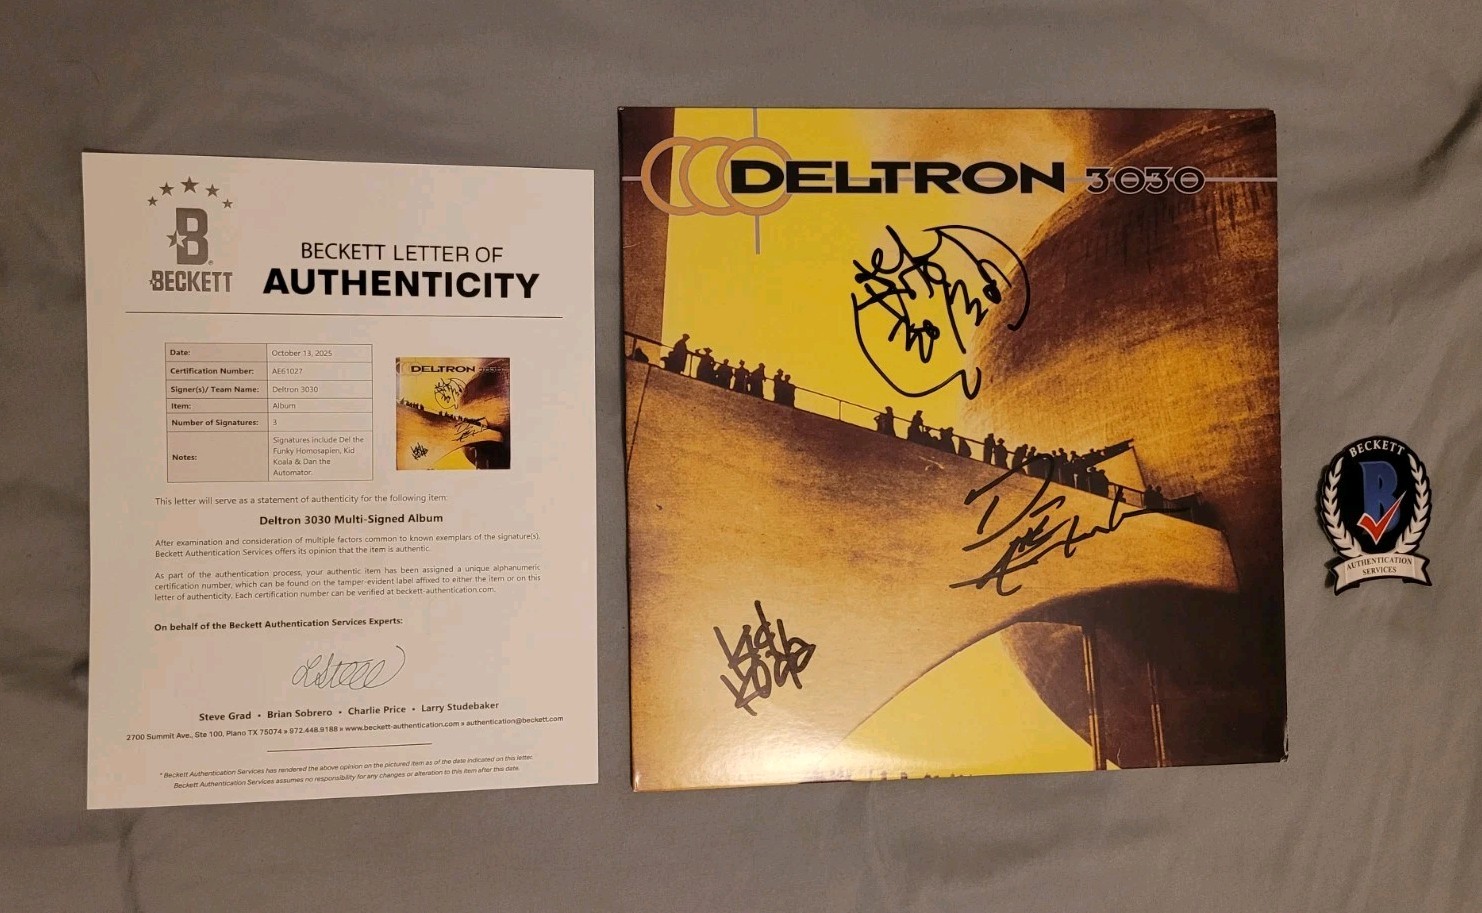 B
BECKETT
BECKETT LETTER OF
AUTHENTICITY
Date: October 13, 2025
Certification Number: AE61027
Signer(s)/ Team Name: Deltron 3030
Item: Album
Number of Signatures: 3
Notes: Signatures include Del the
Funky Homosapien, Kid
Koala & Dan the
Automator.
DELTRON
This letter will serve as a statement of authenticity for the following item:
Deltron 3030 Multi-Signed Album
After examination and consideration of multiple factors common to known exemplars of the signature(s),
Beckett Authentication Services offers its opinion that the item is authentic.
As part of the authentication process, your authentic item has been assigned a unique alphanumeric
certification number, which can be found on the tamper-evident label affixed to either the item or on this
letter of authenticity. Each certification number can be verified at beckett-authentication.com.
On behalf of the Beckett Authentication Services Experts:
Steve Grad • Brian Sobrero • Charlie Price • Larry Studebaker
2700 Summit Ave., Ste 100, Plano TX 75074 » 972.448.9188 » www.beckett-authentication.com » authentication@beckett.com
* Beckett Authentication Services has rendered the above opinion on the pictured item as of the date indicated on this letter.
Beckett Authentication Services assumes no responsibility for any changes or alteration to this item after this date.
DELTRON 3030
Kid
Koala
BECKETT
B
AUTHENTICATION
SERVICES